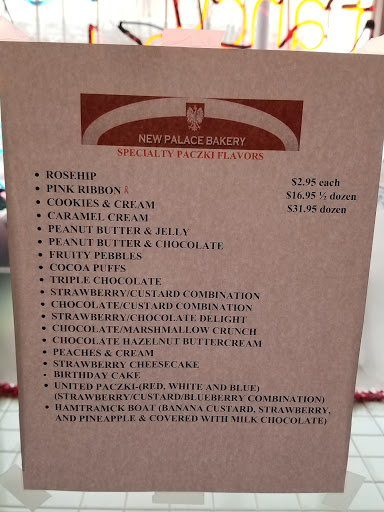 NEW PALACE BAKERY
SPECIALTY PACZKI FLAVORS
• ROSEHIP
• PINK RIBBON
• COOKIES & CREAM
• CARAMEL CREAM
• PEANUT BUTTER & JELLY
• PEANUT BUTTER & CHOCOLATE
• FRUITY PEBBLES
• COCOA PUFFS
• TRIPLE CHOCOLATE
• STRAWBERRY/CUSTARD COMBINATION
• CHOCOLATE/CUSTARD COMBINATION
• STRAWBERRY/CHOCOLATE DELIGHT
• CHOCOLATE/MARSHMALLOW CRUNCH
• CHOCOLATE HAZELNUT BUTTERCREAM
• PEACHES & CREAM
• STRAWBERRY CHEESECAKE
• BIRTHDAY CAKE
• UNITED PACZKI-(RED, WHITE AND BLUE)
(STRAWBERRY/CUSTARD/BLUEBERRY COMBINATION)
• HAMTRAMCK BOAT (BANANA CUSTARD, STRAWBERRY,
AND PINEAPPLE & COVERED WITH MILK CHOCOLATE)
$2.95 each
$16.95 ½ dozen
$31.95 dozen